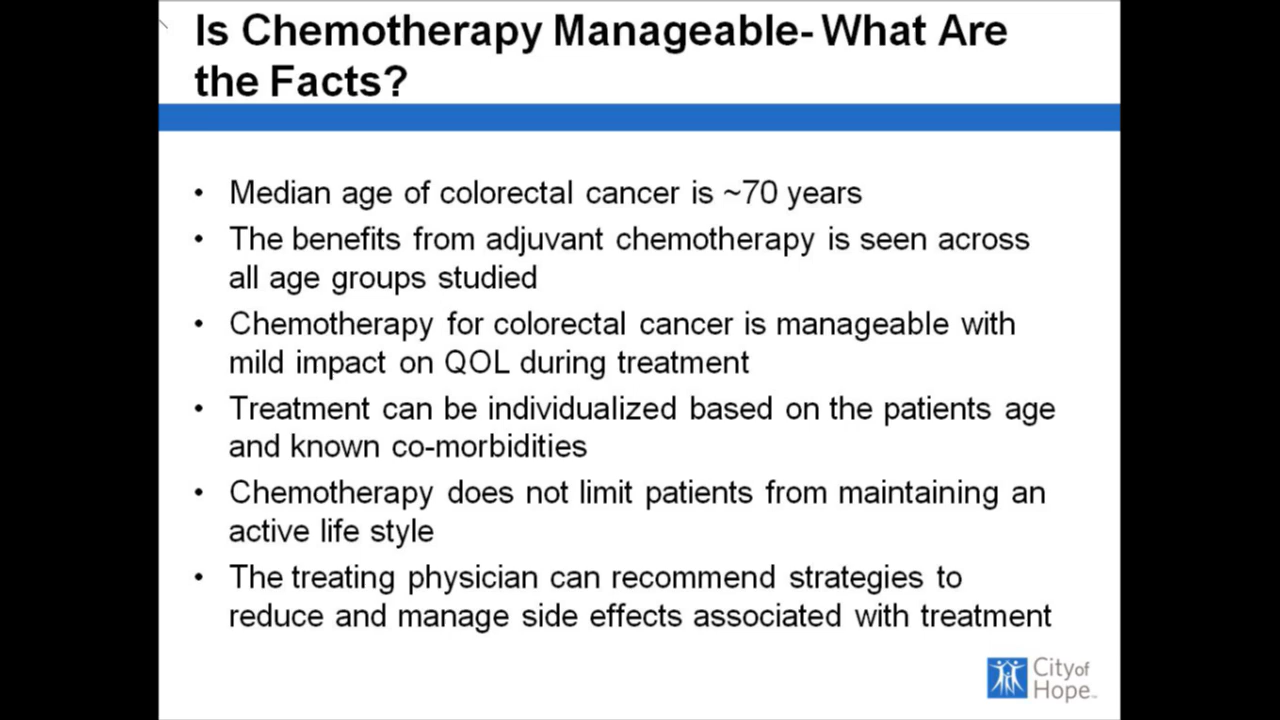 Is Chemotherapy Manageable- What Are
the Facts?
• Median age of colorectal cancer is ~70 years
• The benefits from adjuvant chemotherapy is seen across
all age groups studied
• Chemotherapy for colorectal cancer is manageable with
mild impact on QOL during treatment
• Treatment can be individualized based on the patients age
and known co-morbidities
• Chemotherapy does not limit patients from maintaining an
active life style
• The treating physician can recommend strategies to
reduce and manage side effects associated with treatment
City of
Hope™